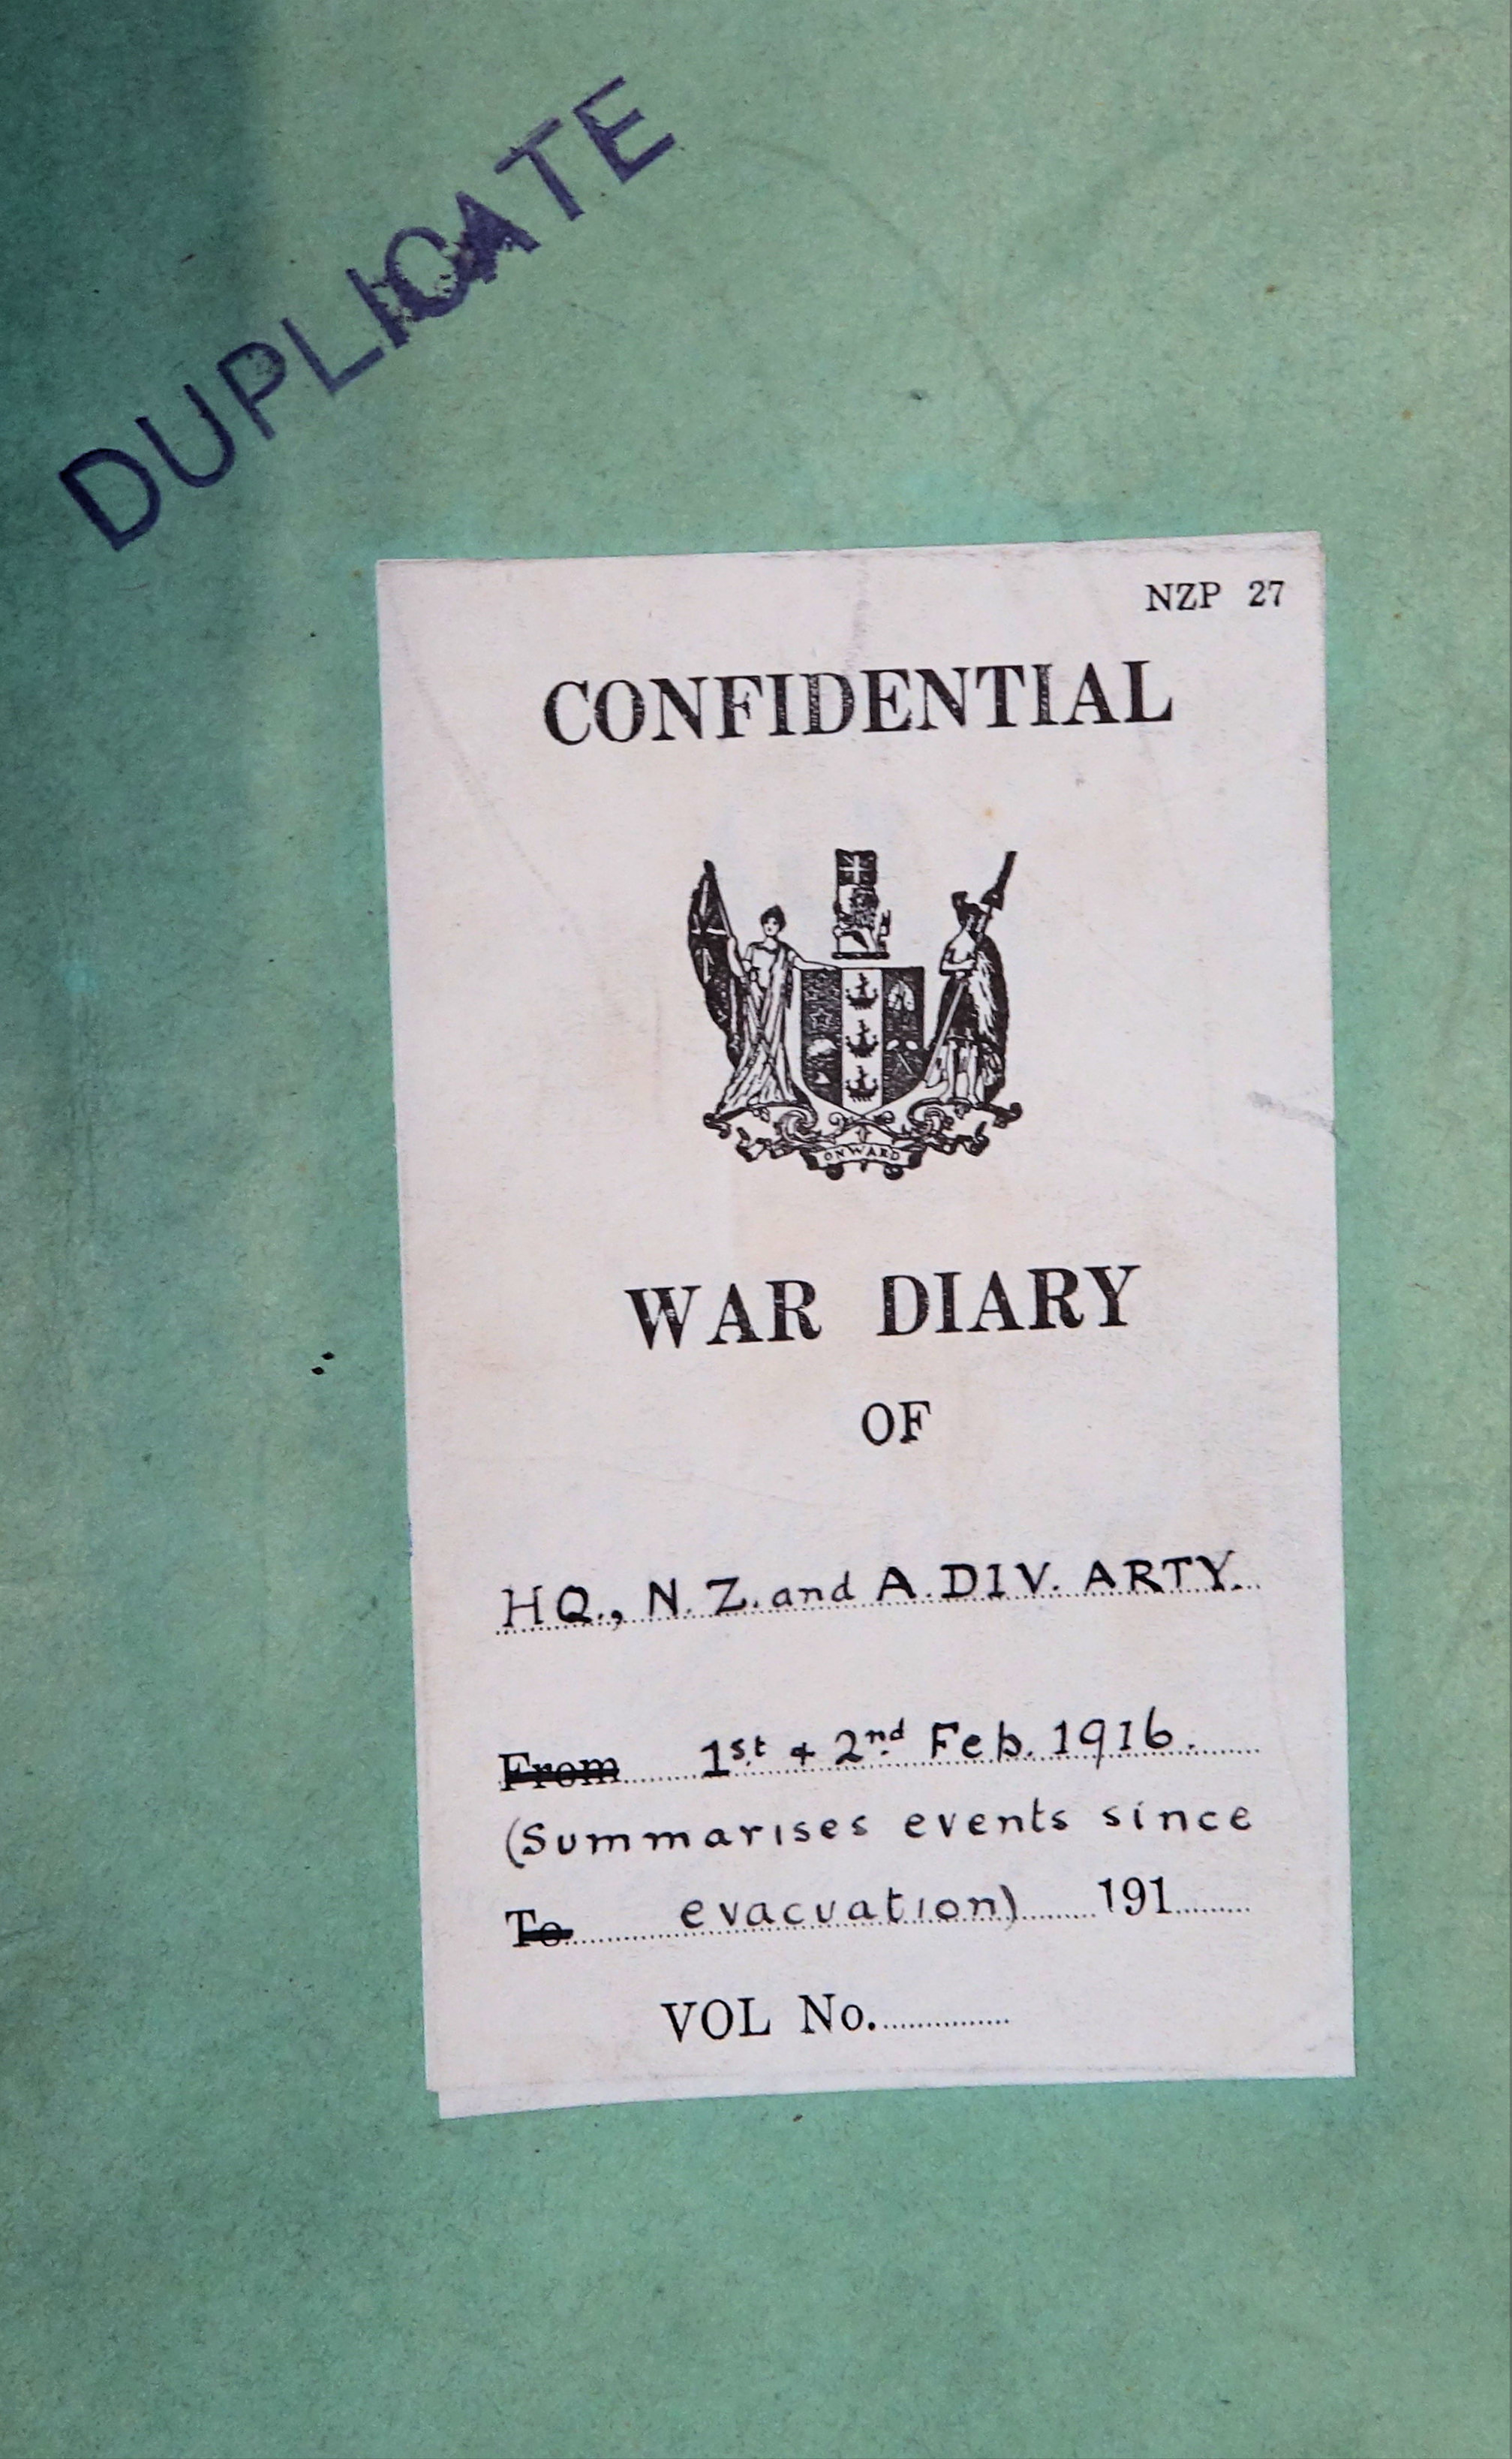 DUPLICATE
NZP 27
CONFIDENTIAL
ONWARD
WAR DIARY
OF
HQ., N.Z. and A.DIV. ARTY.
From 1st + 2nd Feb. 1916.
(Summarises events since
To evacuation) 191
VOL No.